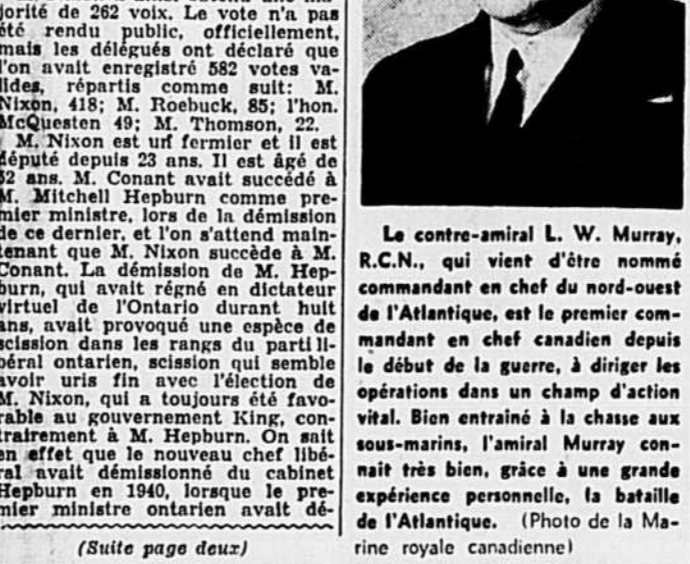 jorité de 262 voix. Le vote n'a pas
été rendu public, officiellement,
mais les délégués ont déclaré que
l'on avait enregistré 582 votes va-
lides, répartis comme suit: M.
Nixon, 418; M. Roebuck, 85; l'hon.
McQuesten 49; M. Thomson, 22.
M. Nixon est un fermier et il est
député depuis 23 ans. Il est âgé de
52 ans. M. Conant avait succédé à
M. Mitchell Hepburn comme pre-
mier ministre, lors de la démission
de ce dernier, et l'on s'attend main-
tenant que M. Nixon succède à M.
Conant. La démission de M. Hep-
burn, qui avait régné en dictateur
virtuel de l'Ontario durant huit
ans, avait provoqué une espèce de
scission dans les rangs du parti li-
béral ontarien, scission qui semble
avoir uris fin avec l'élection de
M. Nixon, qui a toujours été favo-
rable au gouvernement King, con-
trairement à M. Hepburn. On sait
en effet que le nouveau chef libé-
ral avait démissionné du cabinet
Hepburn en 1940, lorsque le pre-
mier ministre ontarien avait dé-
(Suite page deux)
Le contre-amiral L. W. Murray,
R.C.N., qui vient d'être nommé
commandant en chef du nord-ouest
de l'Atlantique, est le premier com-
mandant en chef canadien depuis
le début de la guerre, à diriger les
opérations dans un champ d'action
vital. Bien entrainé à la chasse aux
sous-marins, l'amiral Murray con-
nait très bien, grâce à une grande
expérience personnelle, la bataille
de l'Atlantique. (Photo de la Ma-
rine royale canadienne)